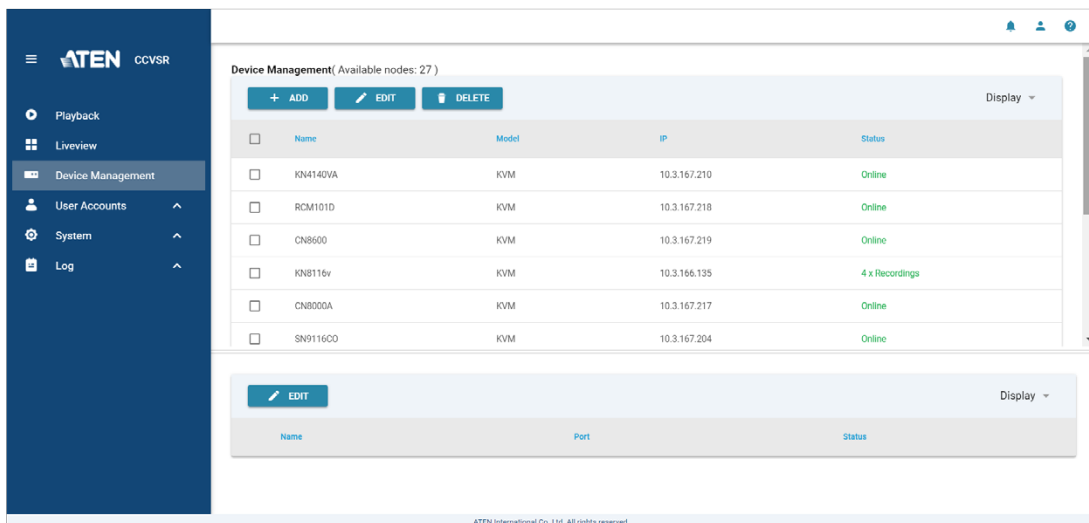 ATEN CCVSR
Playback
Liveview
Device Management
User Accounts
System
Log
Device Management( Available nodes: 27 )
+ ADD EDIT DELETE Display
Name Model IP Status
KN4140VA KVM 10.3.167.210 Online
RCM101D KVM 10.3.167.218 Online
CN8600 KVM 10.3.167.219 Online
KN8116v KVM 10.3.166.135 4 x Recordings
CN8000A KVM 10.3.167.217 Online
SN9116CO KVM 10.3.167.204 Online
EDIT Display
Name Port Status
ATEN International Co., Ltd. All rights reserved.